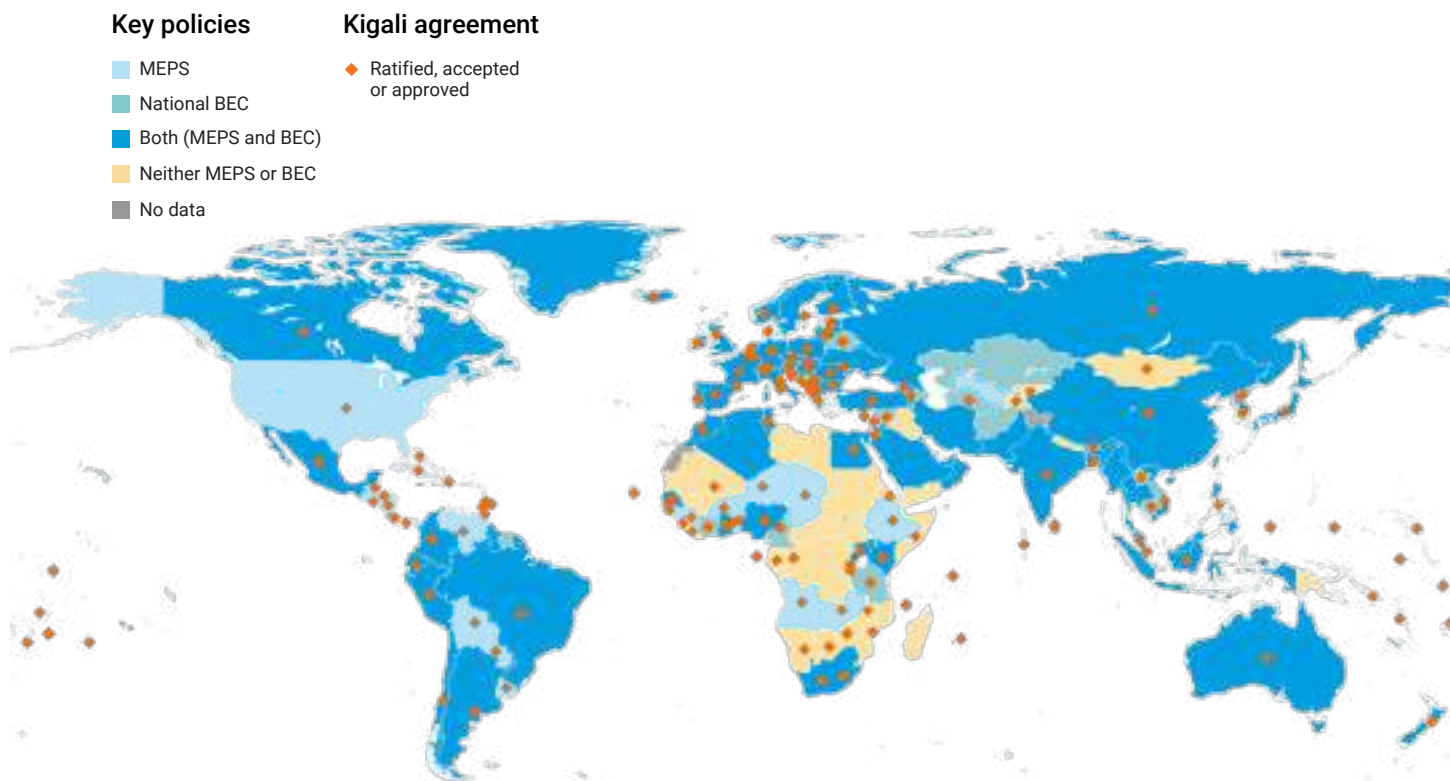 Key policies
MEPS
National BEC
Both (MEPS and BEC)
Neither MEPS or BEC
No data
Kigali agreement
Ratified, accepted
or approved